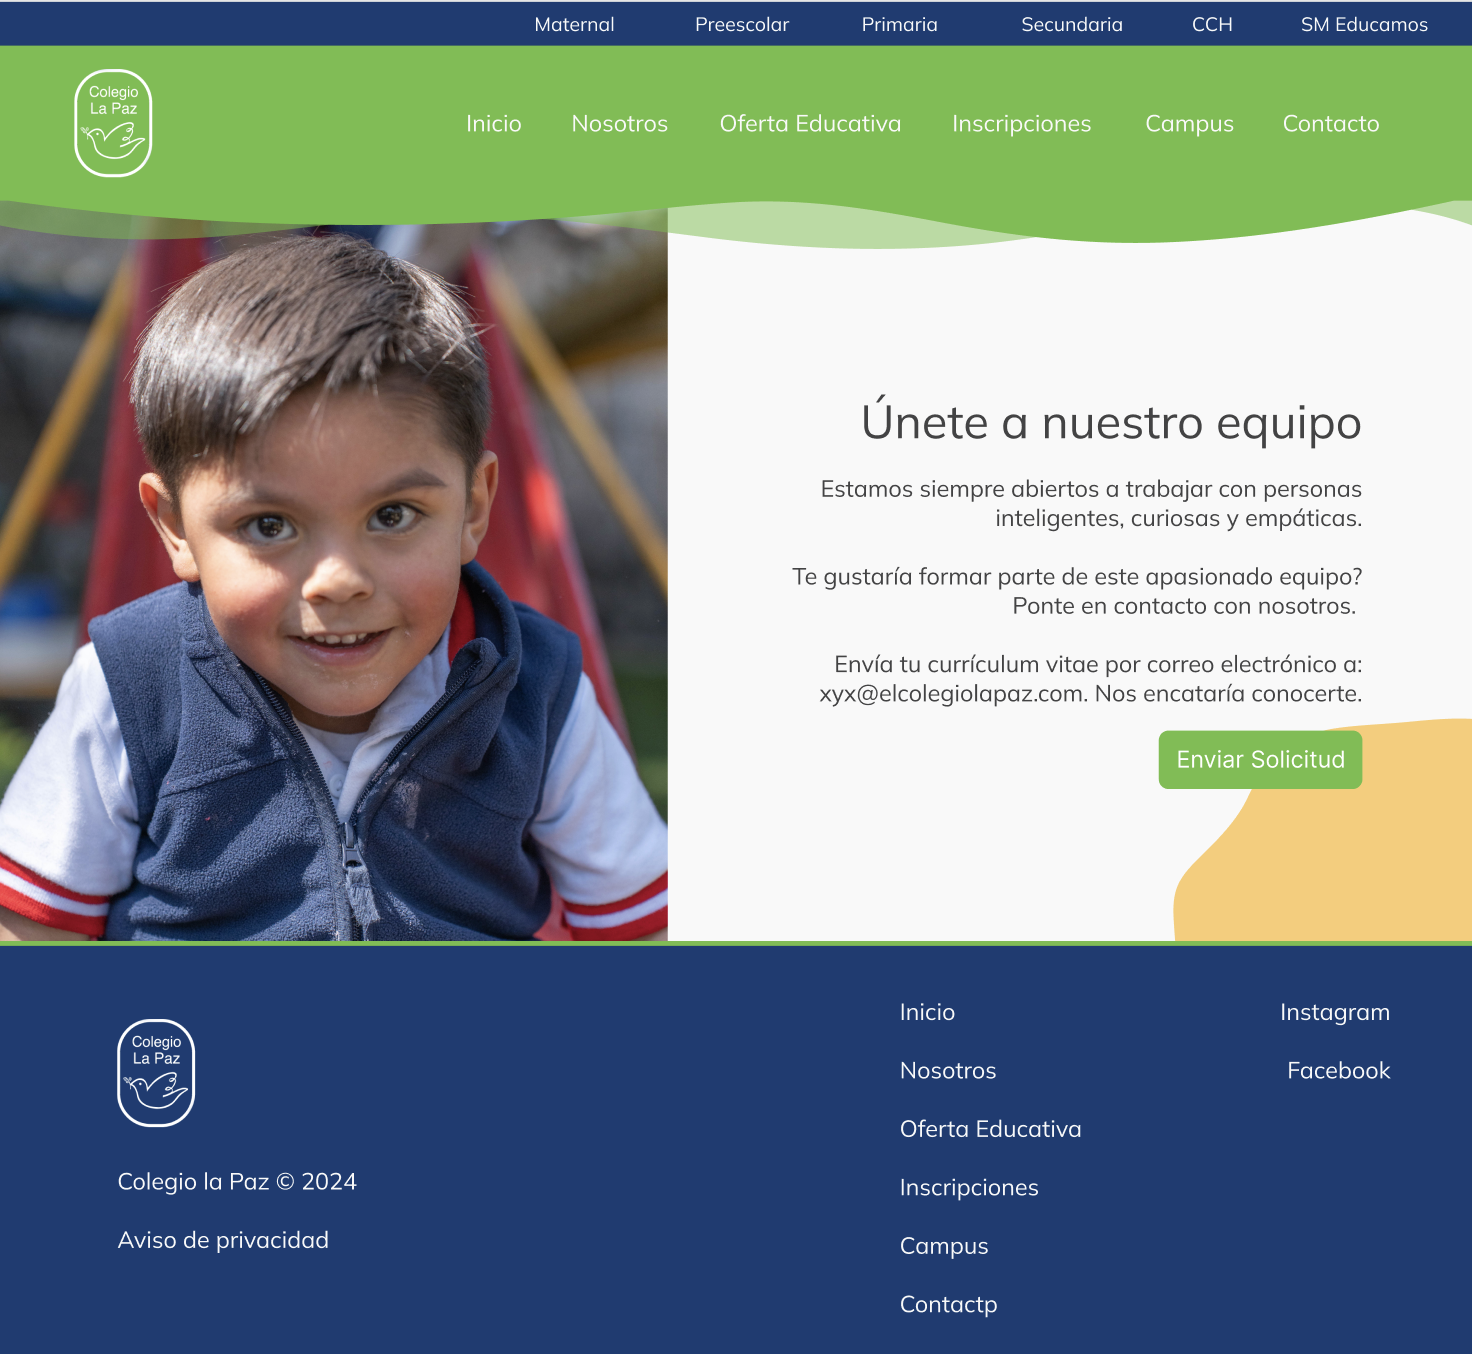 Maternal Preescolar Primaria Secundaria CCH SM Educamos
Colegio
La Paz
Inicio Nosotros Oferta Educativa Inscripciones Campus Contacto
Únete a nuestro equipo
Estamos siempre abiertos a trabajar con personas
inteligentes, curiosas y empáticas.
Te gustaría formar parte de este apasionado equipo?
Ponte en contacto con nosotros.
Envía tu currículum vitae por correo electrónico a:
xyx@elcolegiolapaz.com. Nos encataría conocerte.
Enviar Solicitud
Colegio
La Paz
Colegio la Paz © 2024
Aviso de privacidad
Inicio
Nosotros
Oferta Educativa
Inscripciones
Campus
Contactp
Instagram
Facebook